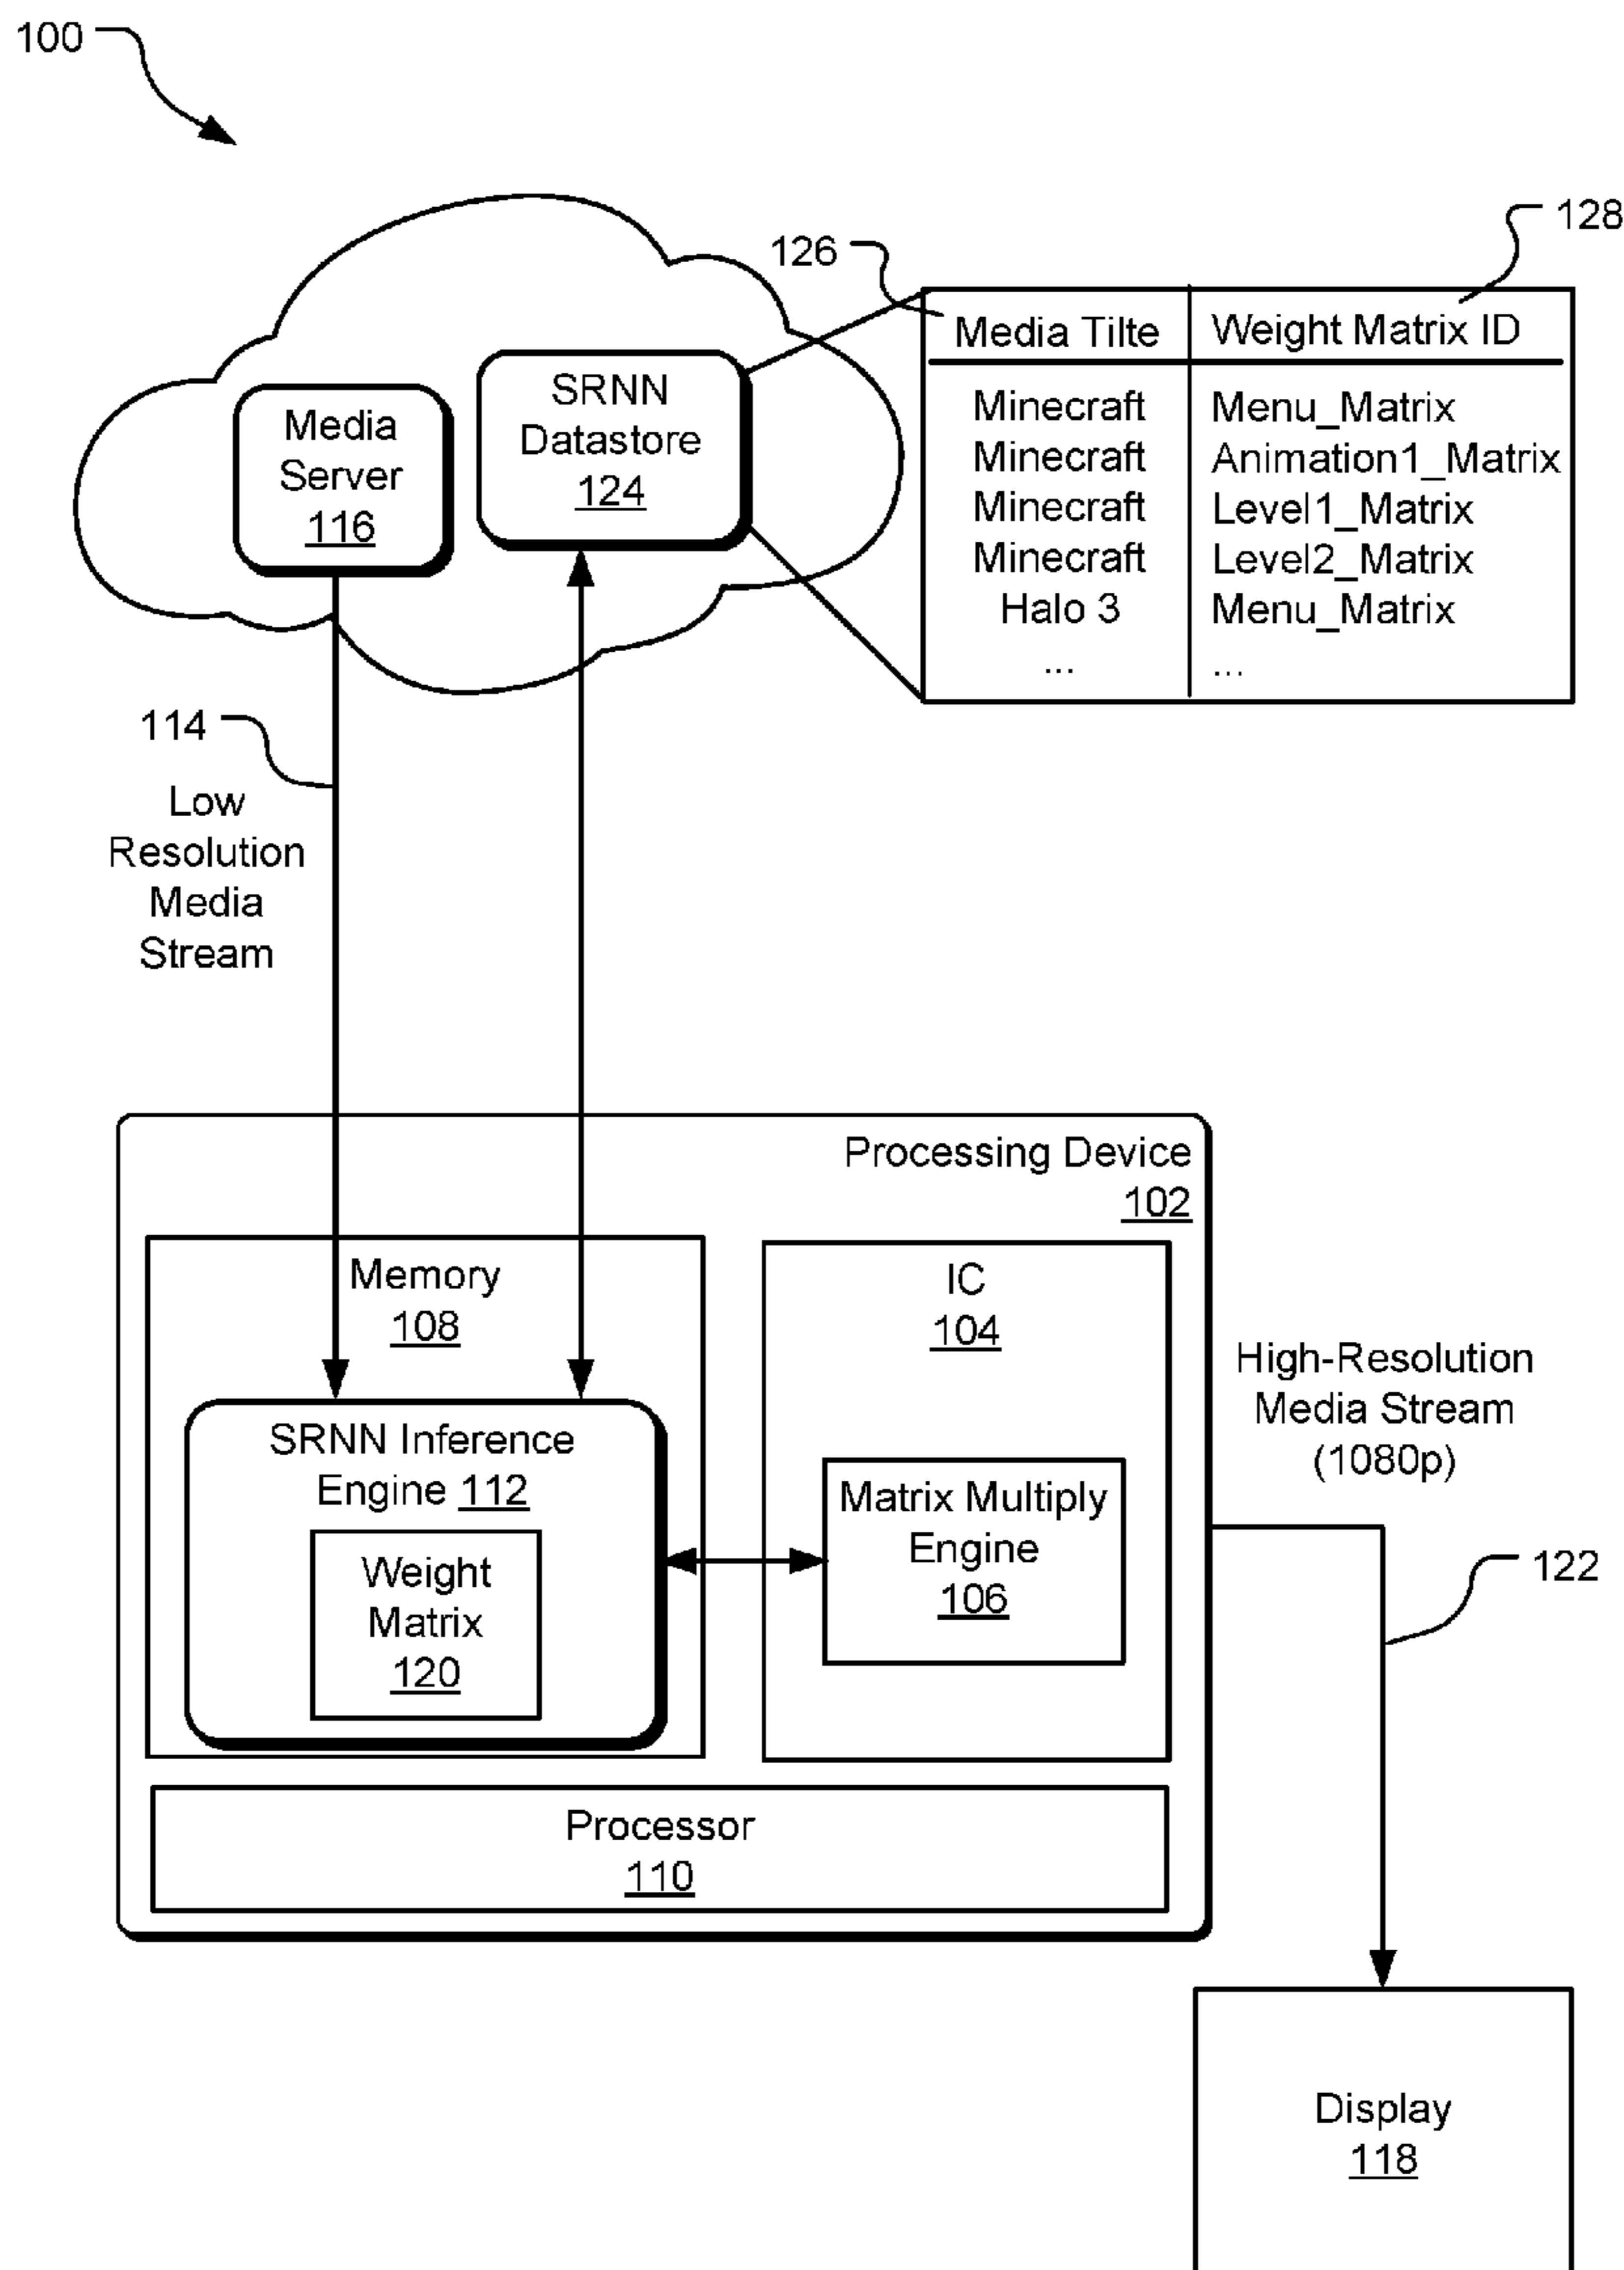 100
126
128
Media Tilte Weight Matrix ID
Minecraft Menu_Matrix
Minecraft Animation1_Matrix
Minecraft Level1_Matrix
Minecraft Level2_Matrix
Halo 3 Menu_Matrix
... ...
Media
Server
116
SRNN
Datastore
124
114
Low
Resolution
Media
Stream
Processing Device
102
Memory
108
SRNN Inference
Engine 112
Weight
Matrix
120
IC
104
Matrix Multiply
Engine
106
Processor
110
High-Resolution
Media Stream
(1080p)
122
Display
118